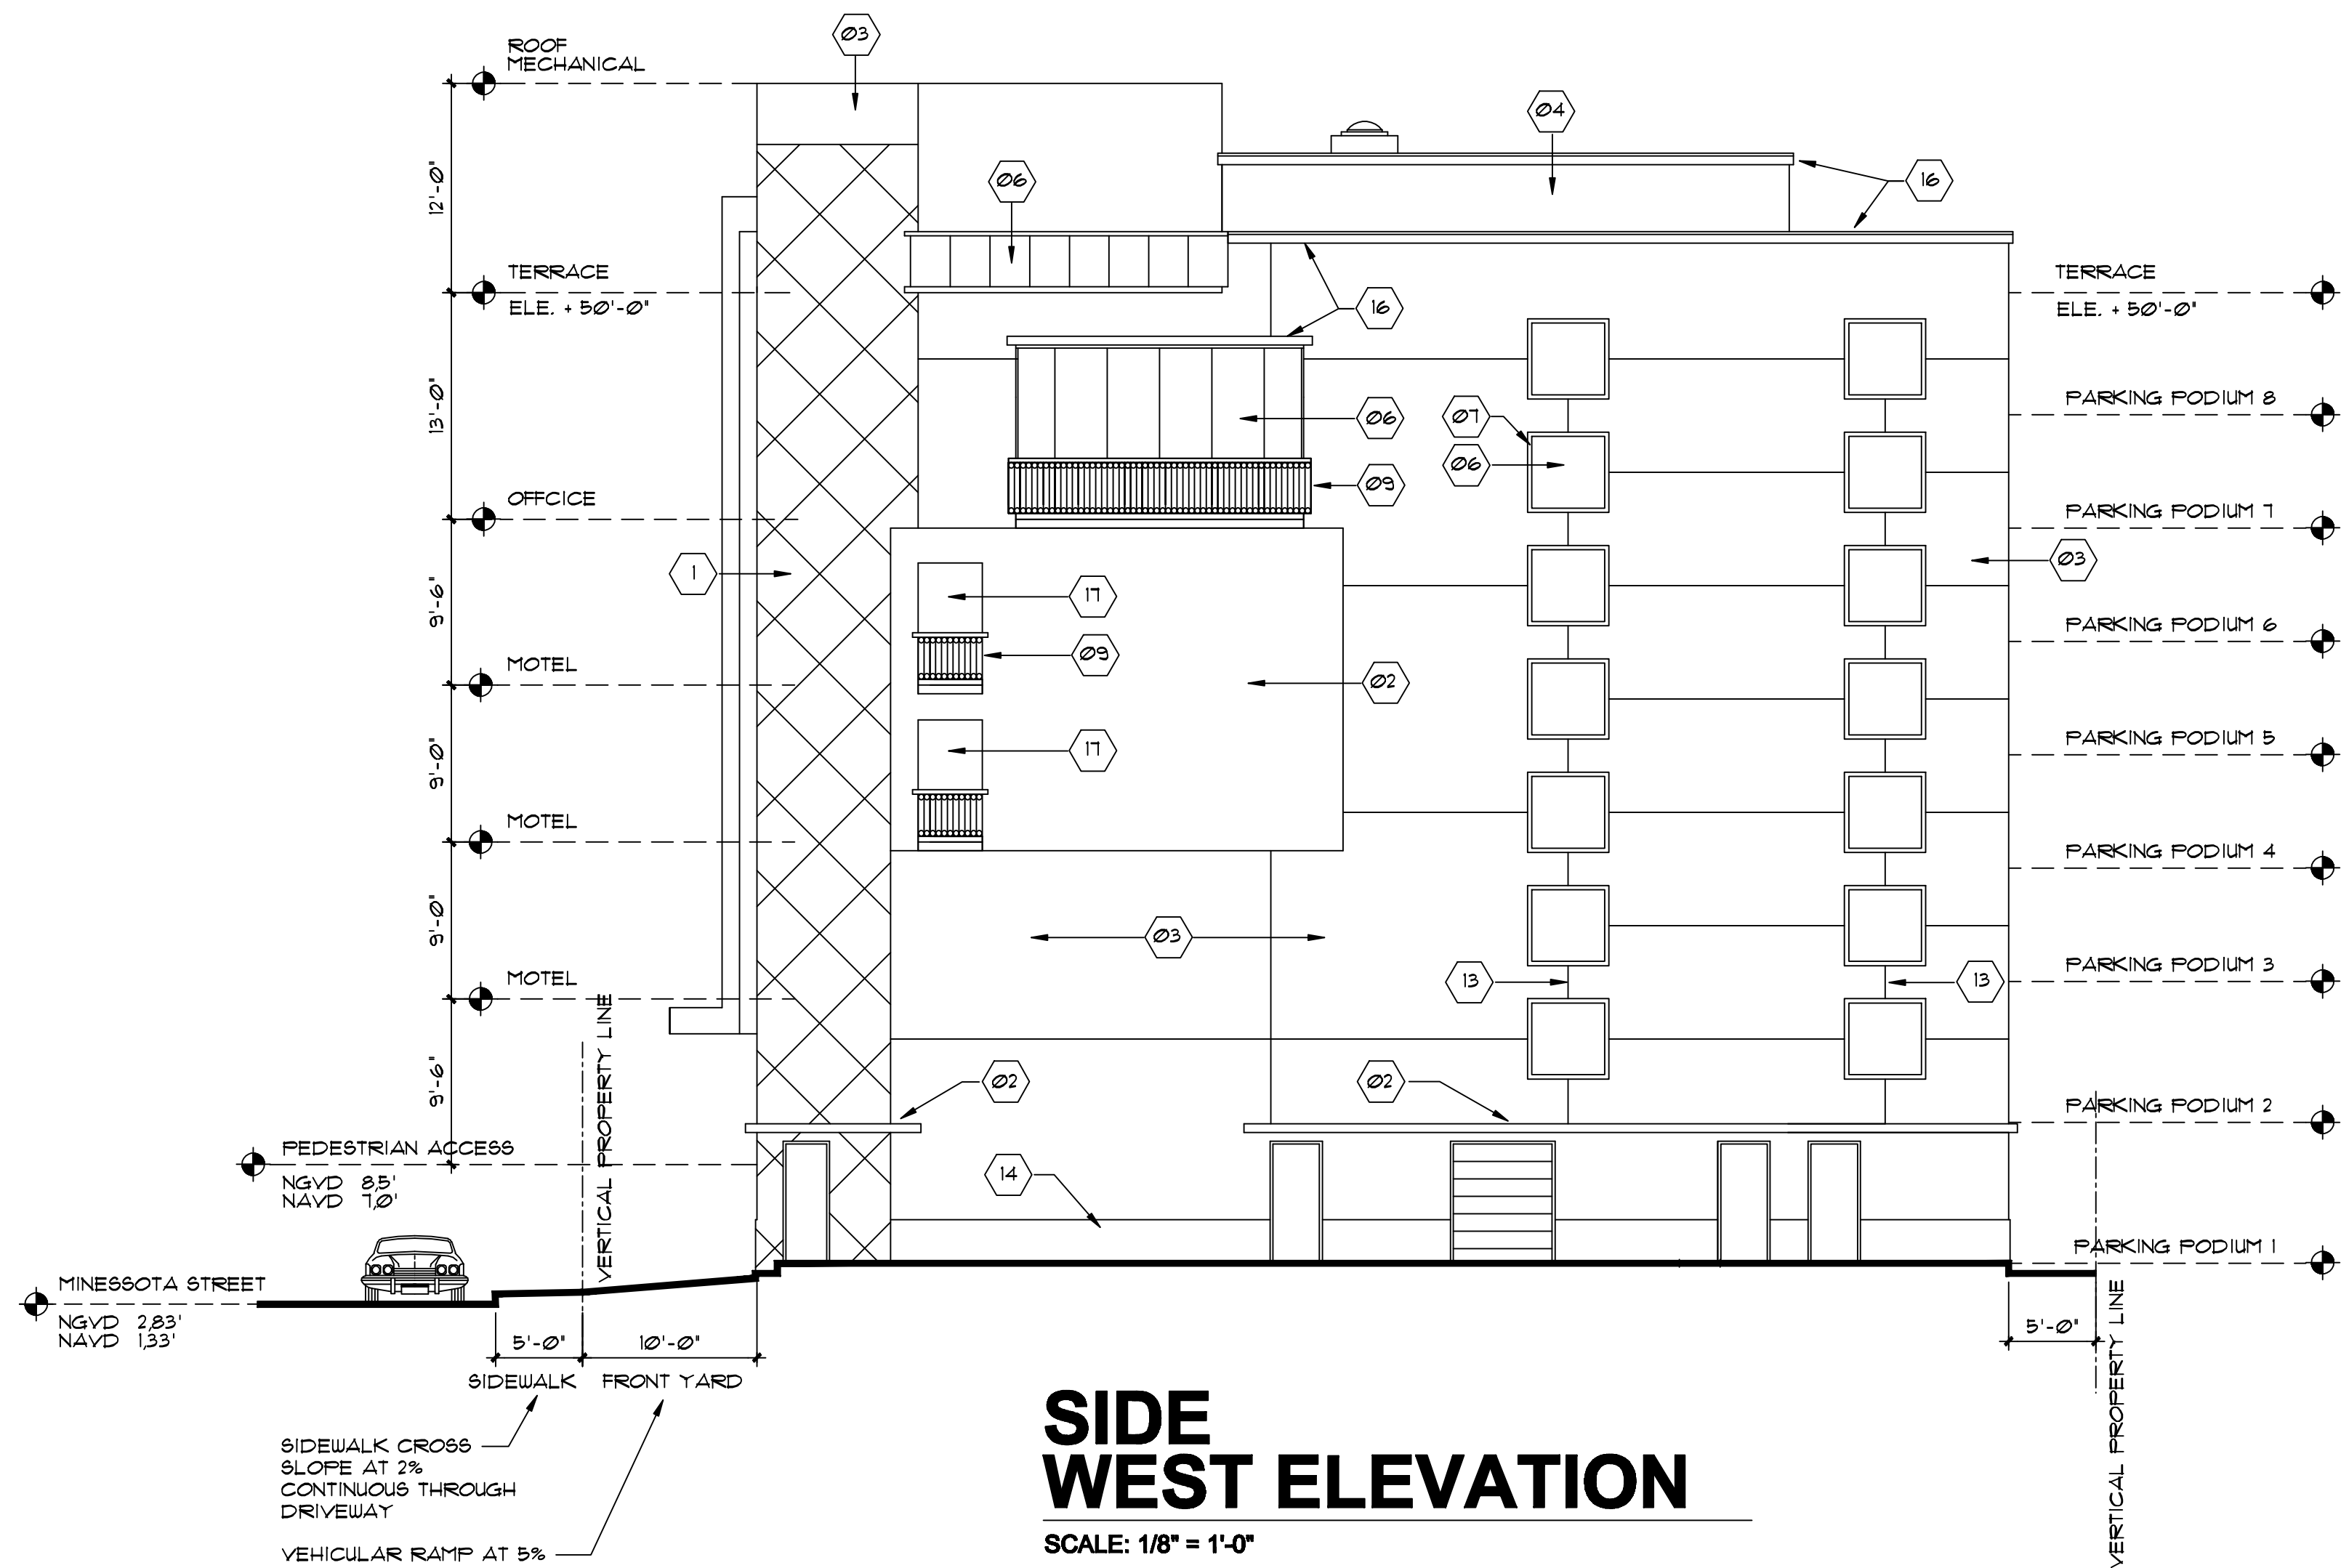 Ø3
ROOF
MECHANICAL
Ø4
12'-Ø"
Ø6
16
TERRACE
ELE. + 5Ø'-Ø"
TERRACE
ELE. + 5Ø'-Ø"
16
13'-Ø"
Ø6
Ø7
Ø6
PARKING PODIUM 8
Ø9
OFFCICE
PARKING PODIUM 7
1
Ø3
9'-6"
17
Ø9
PARKING PODIUM 6
MOTEL
Ø2
9'-Ø"
17
PARKING PODIUM 5
MOTEL
PARKING PODIUM 4
9'-Ø"
Ø3
MOTEL
13
13
PARKING PODIUM 3
9'-6"
VERTICAL PROPERTY LINE
Ø2
Ø2
PARKING PODIUM 2
PEDESTRIAN ACCESS
NGVD 8,5'
NAVD 7,0'
14
PARKING PODIUM 1
MINESSOTA STREET
NGVD 2,83'
NAVD 1,33'
5'-Ø"
10'-Ø"
5'-Ø"
SIDEWALK
FRONT YARD
VERTICAL PROPERTY LINE
SIDEWALK CROSS
SLOPE AT 2%
CONTINUOUS THROUGH
DRIVEWAY
VEHICULAR RAMP AT 5%
SIDE
WEST ELEVATION
SCALE: 1/8" = 1'-0"